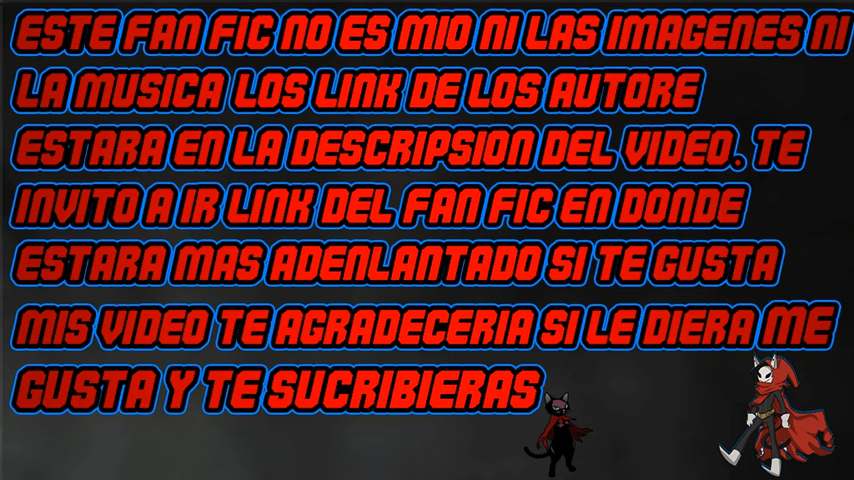 ESTE FAN FIC NO ES MIO NI LAS IMAGENES NI
LA MUSICA LOS LINK DE LOS AUTORE
ESTARA EN LA DESCRIPSION DEL VIDEO. TE
INVITO A IR LINK DEL FAN FIC EN DONDE
ESTARA MAS ADENLANTADO SI TE GUSTA
MIS VIDEO TE AGRADECERIA SI LE DIERA ME
GUSTA Y TE SUCRIBIERAS